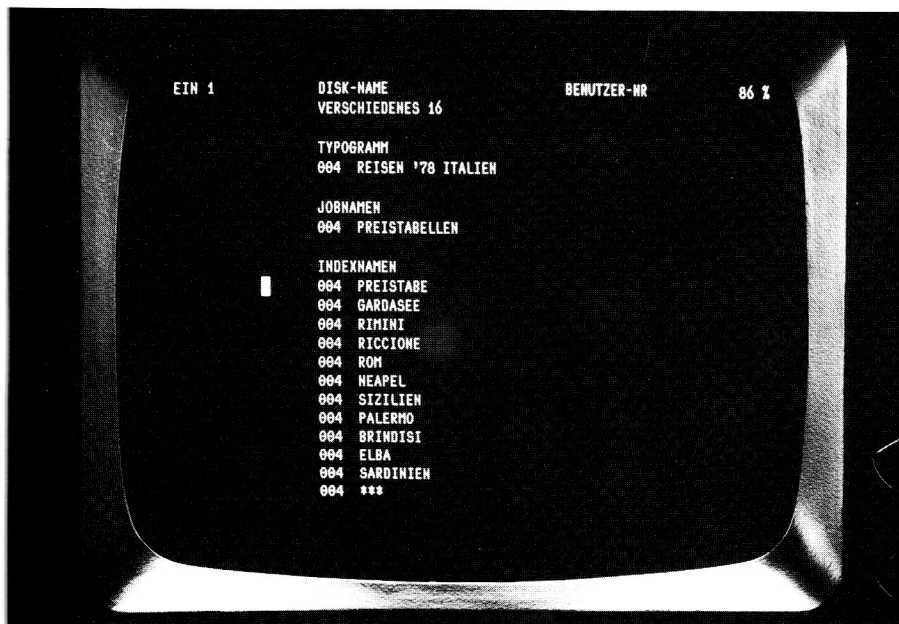 EIN 1 DISK-NAME BENUTZER-NR 86 %
VERSCHIEDENES 16
TYPOGRAMM
004 REISEN '78 ITALIEN
JOBNAMEN
004 PREISTABELLEN
INDEXNAMEN
004 PREISTABE
004 GARDASEE
004 RIMINI
004 RICCIONE
004 ROM
004 NEAPEL
004 SIZILIEN
004 PALERMO
004 BRINDISI
004 ELBA
004 SARDINIEN
004 ***